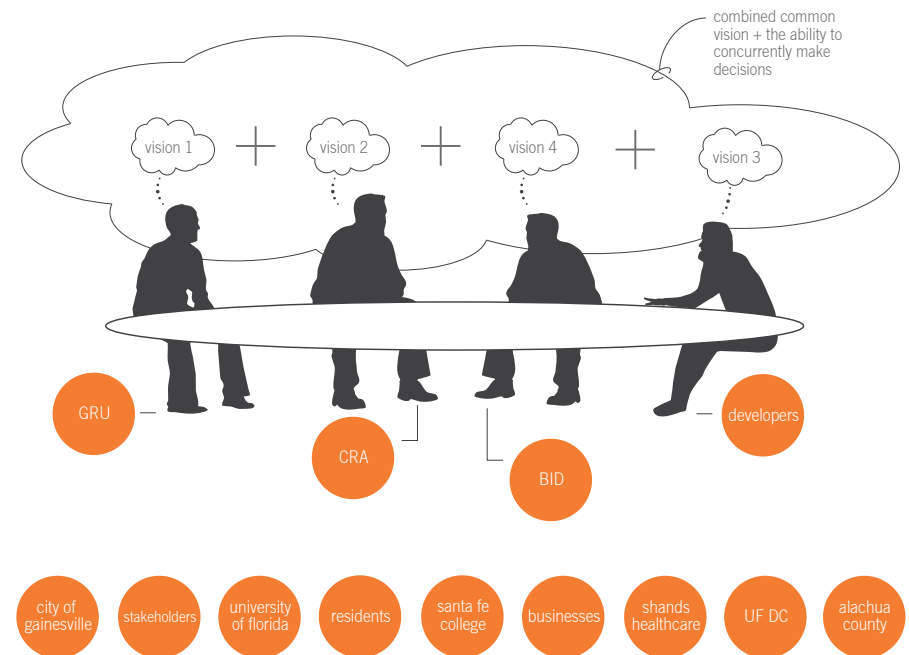 combined common
vision + the ability to
concurrently make
decisions
vision 1
vision 2
vision 4
vision 3
GRU
CRA
BID
developers
city of
gainesville
stakeholders
university
of florida
residents
santa fe
college
businesses
shands
healthcare
UF DC
alachua
county